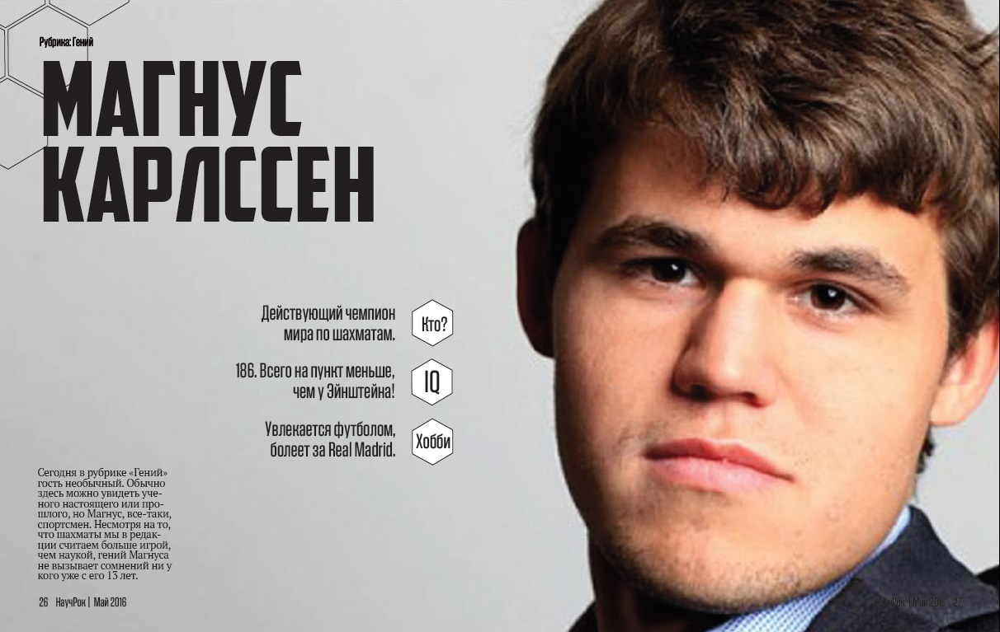 Рубрика: Гений
МАГНУС
КАРЛССЕН
Действующий чемпион
мира по шахматам.
Кто?
186. Всего на пункт меньше,
чем у Эйнштейна!
IQ
Увлекается футболом,
болеет за Real Madrid.
Хобби
Сегодня в рубрике «Гений»
гость необычный. Обычно
здесь можно увидеть уче-
ного настоящего или про-
шлого, но Магнус, все-таки,
спортсмен. Несмотря на то,
что шахматы мы в редак-
ции считаем больше игрой,
чем наукой, гений Магнуса
не вызывает сомнений ни у
кого уже с его 13 лет.
26 НаучРок | Май 2016
НаучРок | Май 2016 27